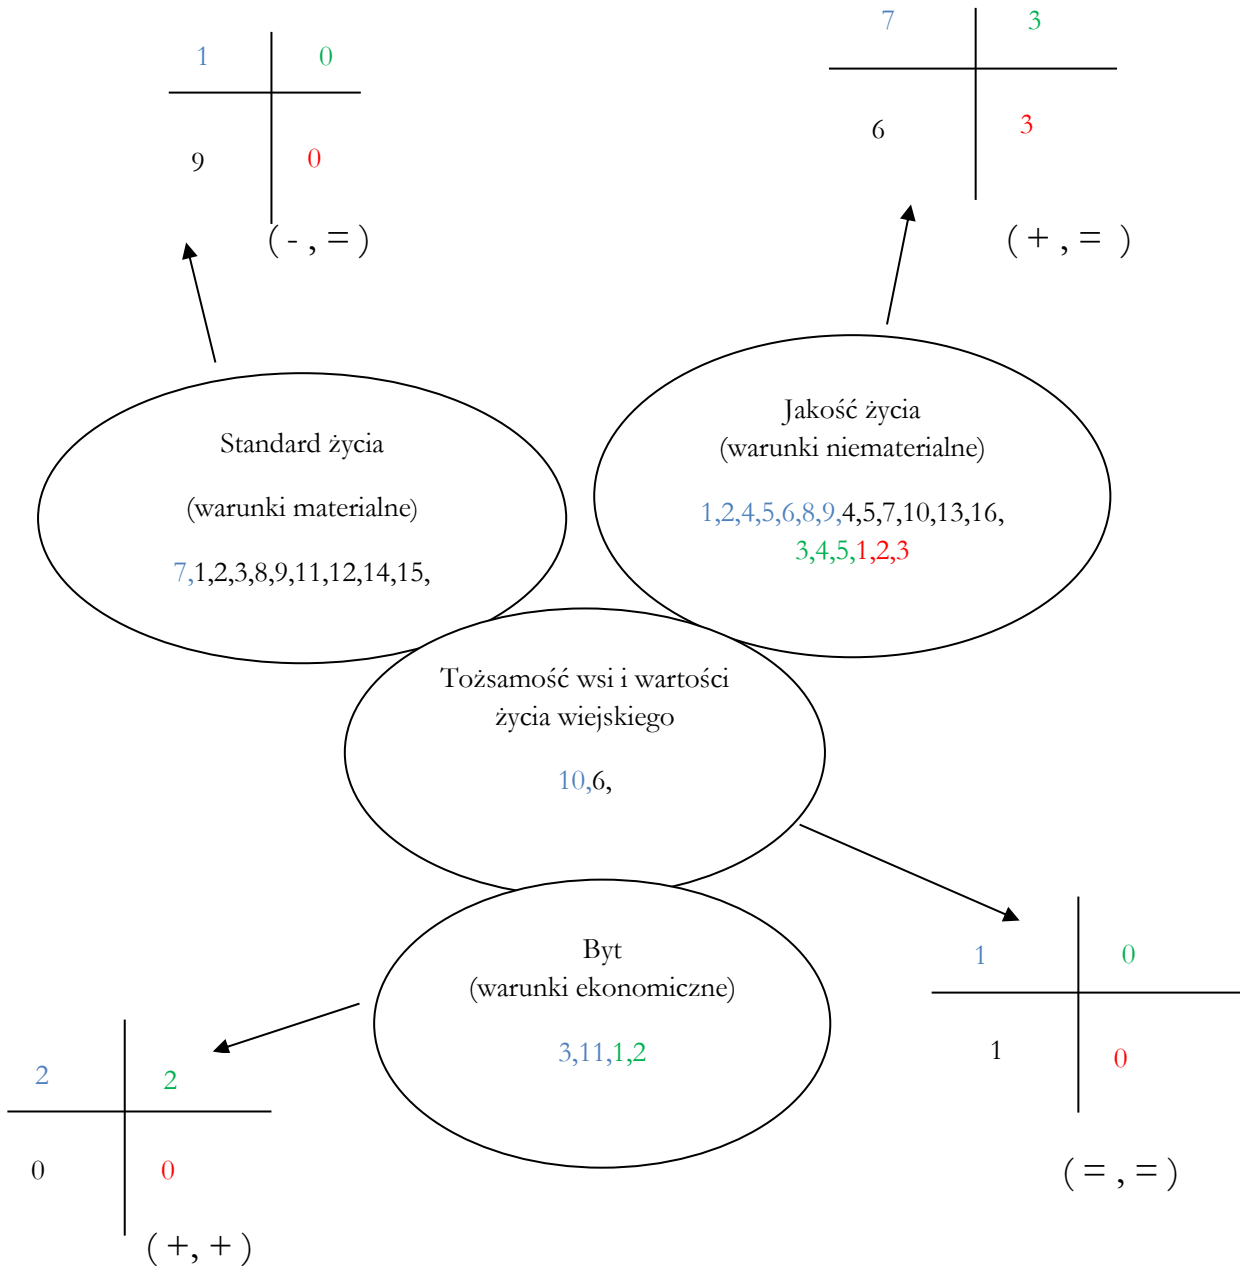 1 0
9 0
( - , = )
7 3
6 3
( + , = )
Standard życia
(warunki materialne)
7,1,2,3,8,9,11,12,14,15,
Jakość życia
(warunki niematerialne)
1,2,4,5,6,8,9,4,5,7,10,13,16,
3,4,5,1,2,3
Tożsamość wsi i wartości
życia wiejskiego
10,6,
Byt
(warunki ekonomiczne)
3,11,1,2
1 0
1 0
( = , = )
2 2
0 0
( +, + )